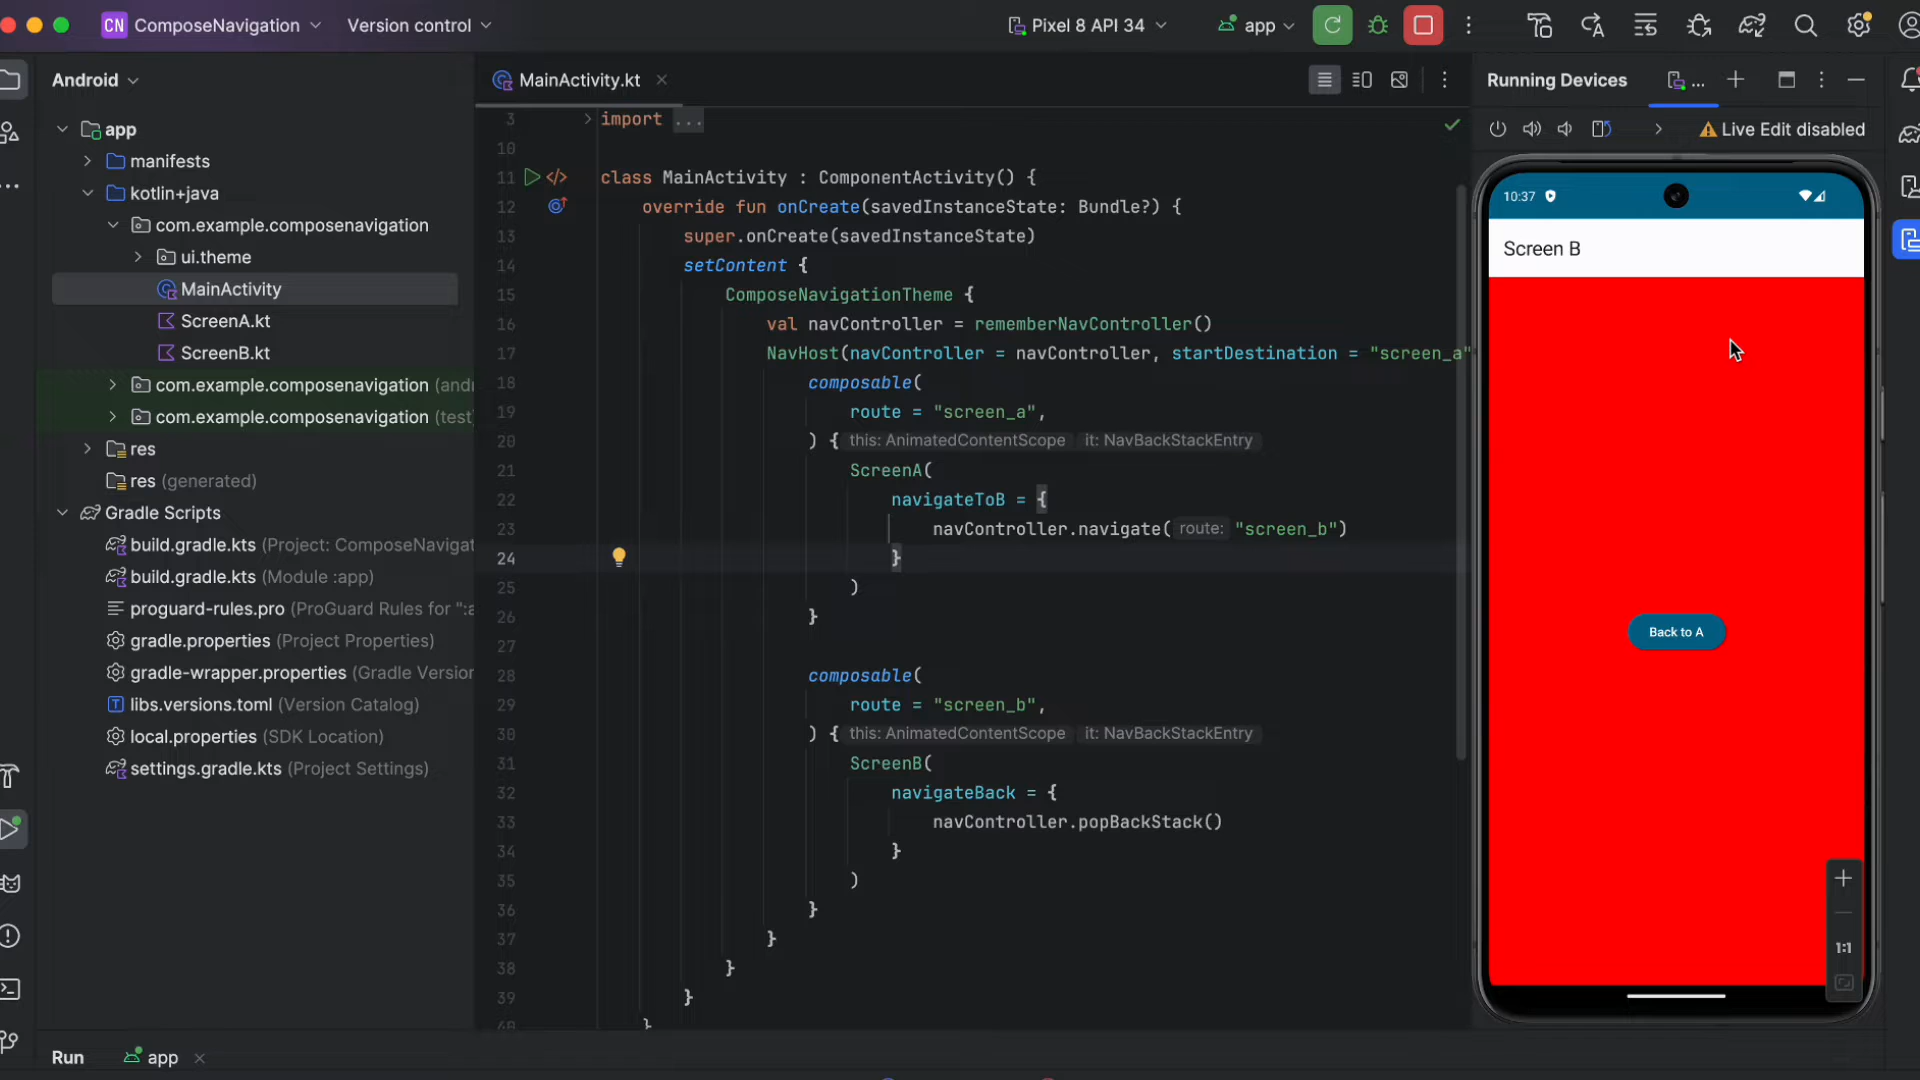 CN ComposeNavigation
Version control
Pixel 8 API 34
app
Android
app
manifests
kotlin+java
com.example.composenavigation
ui.theme
MainActivity
ScreenA.kt
ScreenB.kt
com.example.composenavigation (andr
com.example.composenavigation (test
res
res (generated)
Gradle Scripts
build.gradle.kts (Project: ComposeNavigat
build.gradle.kts (Module :app)
proguard-rules.pro (ProGuard Rules for ":a
gradle.properties (Project Properties)
gradle-wrapper.properties (Gradle Version
libs.versions.toml (Version Catalog)
local.properties (SDK Location)
settings.gradle.kts (Project Settings)
MainActivity.kt
3 import ...
10
11 class MainActivity : ComponentActivity() {
12 override fun onCreate(savedInstanceState: Bundle?) {
13 super.onCreate(savedInstanceState)
14 setContent {
15 ComposeNavigationTheme {
16 val navController = rememberNavController()
17 NavHost(navController = navController, startDestination = "screen_a"
18 composable(
19 route = "screen_a",
20 ) { this: AnimatedContentScope it: NavBackStackEntry
21 ScreenA(
22 navigateToB = {
23 navController.navigate( route: "screen_b")
24 }
25 )
26 }
27
28 composable(
29 route = "screen_b",
30 ) { this: AnimatedContentScope it: NavBackStackEntry
31 ScreenB(
32 navigateBack = {
33 navController.popBackStack()
34 }
35 )
36 }
37 }
38 }
39 }
40 }
Running Devices
...
Live Edit disabled
10:37
Screen B
Back to A
1:1
Run
app